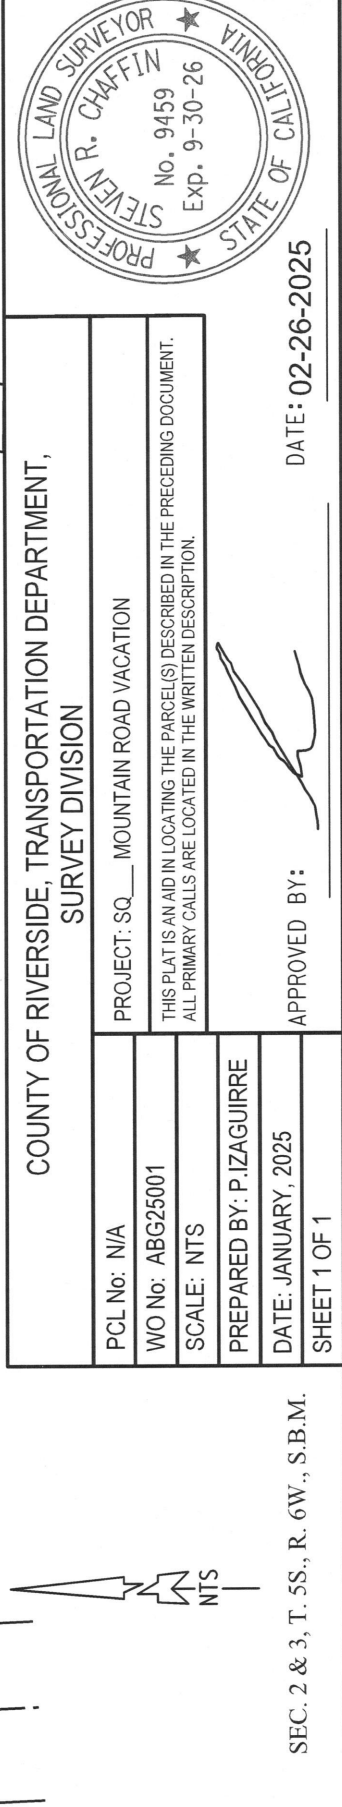 COUNTY OF RIVERSIDE, TRANSPORTATION DEPARTMENT,
SURVEY DIVISION
PCL No: N/A
WO No: ABG25001
SCALE: NTS
PREPARED BY: P.IZAGUIRRE
DATE: JANUARY, 2025
SHEET 1 OF 1
PROJECT: SQ__ MOUNTAIN ROAD VACATION
THIS PLAT IS AN AID IN LOCATING THE PARCEL(S) DESCRIBED IN THE PRECEDING DOCUMENT.
ALL PRIMARY CALLS ARE LOCATED IN THE WRITTEN DESCRIPTION.
APPROVED BY:
DATE: 02-26-2025
PROFESSIONAL LAND SURVEYOR
STEVEN R. CHAFFIN
No. 9459
Exp. 9-30-26
STATE OF CALIFORNIA
NTS
SEC. 2 & 3, T. 5S., R. 6W., S.B.M.